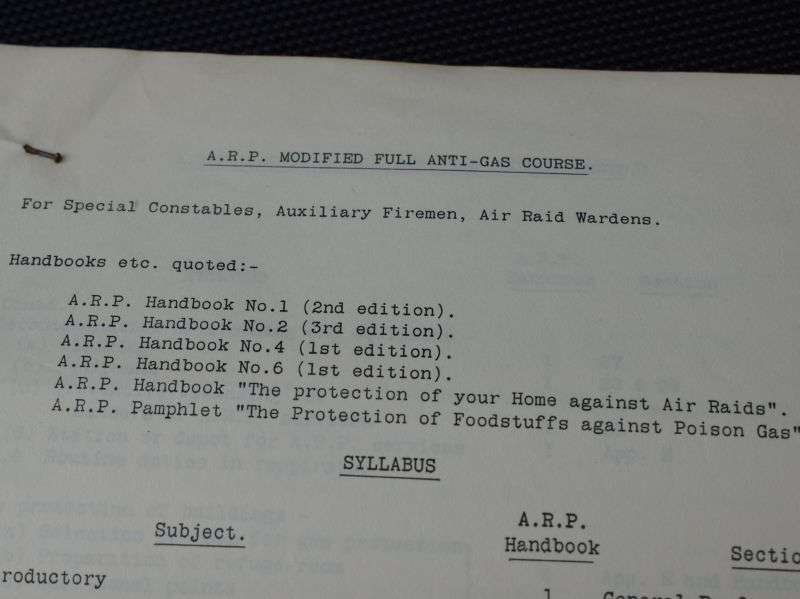 A.R.P. MODIFIED FULL ANTI-GAS COURSE.
For Special Constables, Auxiliary Firemen, Air Raid Wardens.
Handbooks etc. quoted:-
A.R.P. Handbook No.1 (2nd edition).
A.R.P. Handbook No.2 (3rd edition).
A.R.P. Handbook No.4 (1st edition).
A.R.P. Handbook No.6 (1st edition).
A.R.P. Handbook "The protection of your Home against Air Raids".
A.R.P. Pamphlet "The Protection of Foodstuffs against Poison Gas"
SYLLABUS
Subject.
A.R.P.
Handbook
Sectio
roductory
1 General